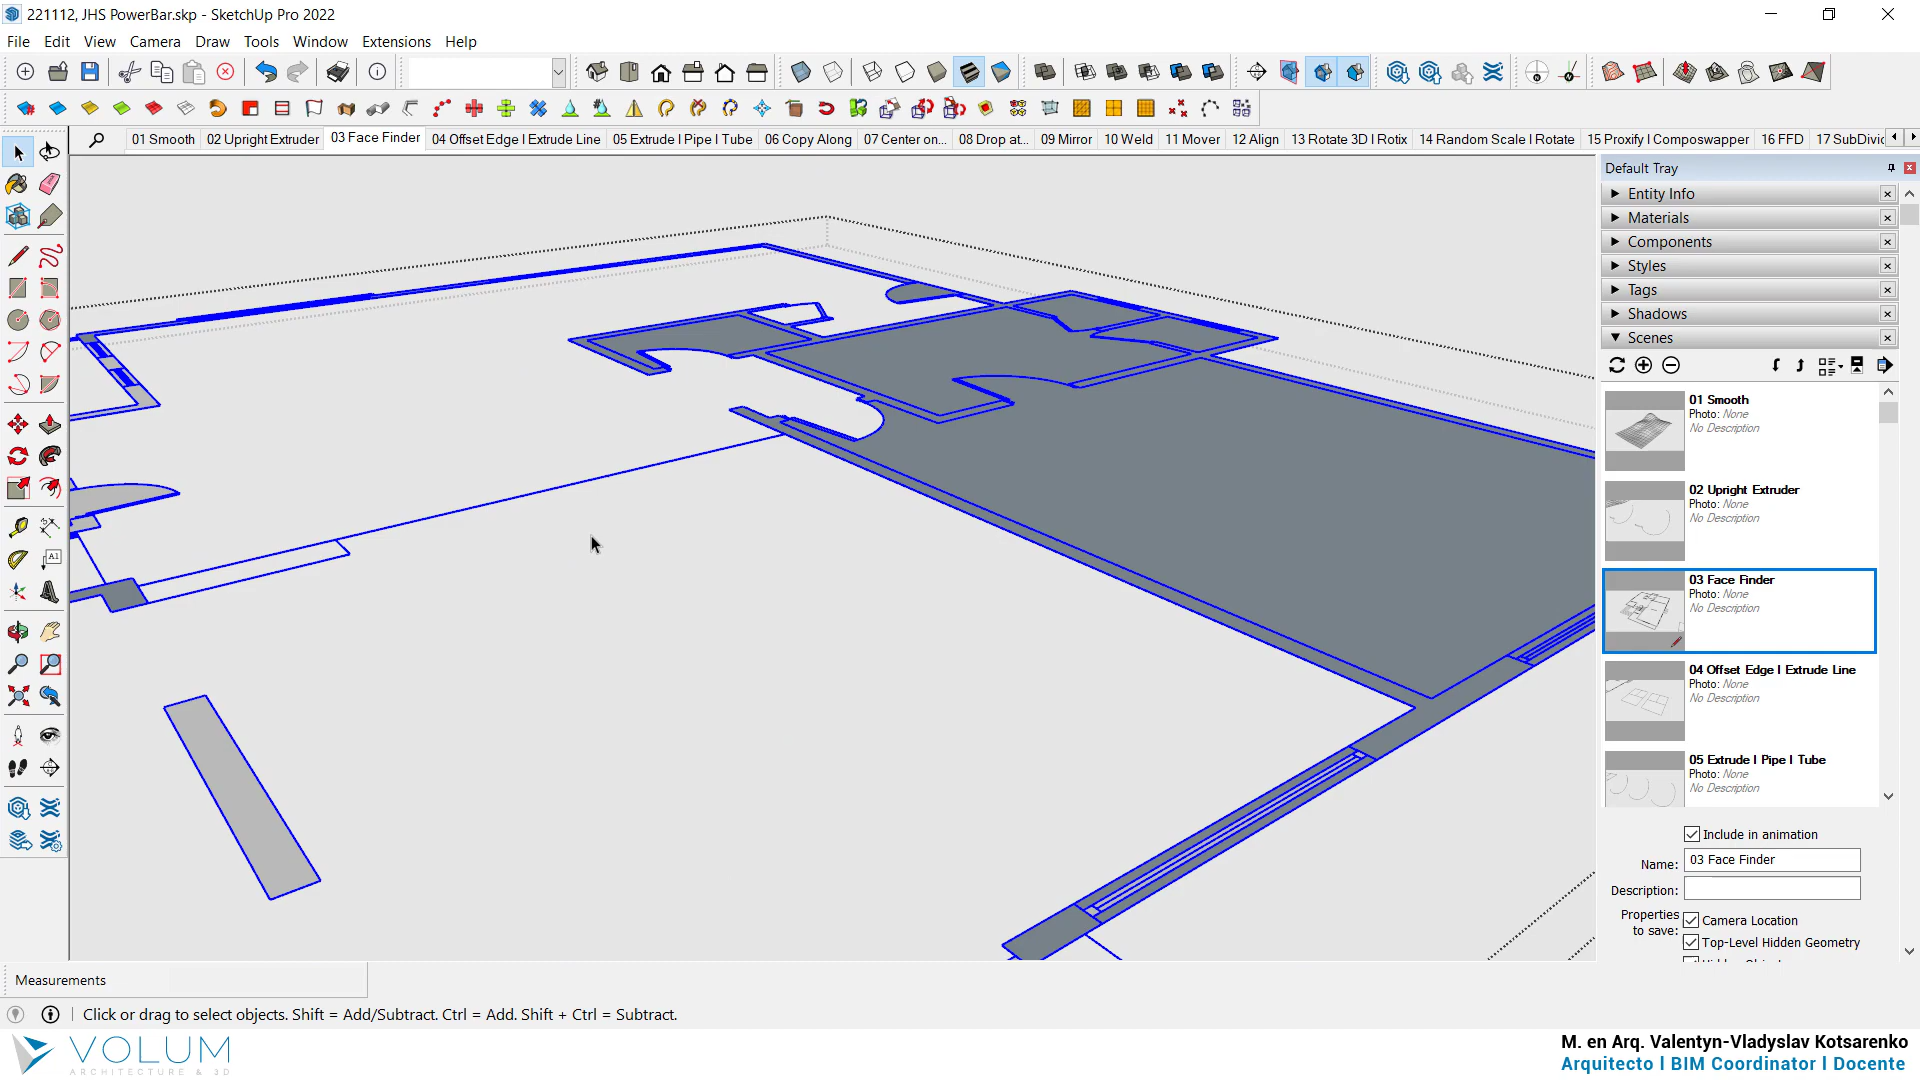 221112, JHS PowerBar.skp - SketchUp Pro 2022
File Edit View Camera Draw Tools Window Extensions Help
01 Smooth 02 Upright Extruder 03 Face Finder 04 Offset Edge I Extrude Line 05 Extrude I Pipe I Tube 06 Copy Along 07 Center on... 08 Drop at... 09 Mirror 10 Weld 11 Mover 12 Align 13 Rotate 3D I Rotix 14 Random Scale I Rotate 15 Proxify I Composwapper 16 FFD 17 SubDivi
Default Tray
Entity Info
Materials
Components
Styles
Tags
Shadows
Scenes
01 Smooth
Photo: None
No Description
02 Upright Extruder
Photo: None
No Description
03 Face Finder
Photo: None
No Description
04 Offset Edge I Extrude Line
Photo: None
No Description
05 Extrude I Pipe I Tube
Photo: None
No Description
Include in animation
Name: 03 Face Finder
Description:
Properties to save:
Camera Location
Top-Level Hidden Geometry
A1
Measurements
Click or drag to select objects. Shift = Add/Subtract. Ctrl = Add. Shift + Ctrl = Subtract.
VOLUM
ARCHITECTURE & 3D
M. en Arq. Valentyn-Vladyslav Kotsarenko
Arquitecto I BIM Coordinator I Docente